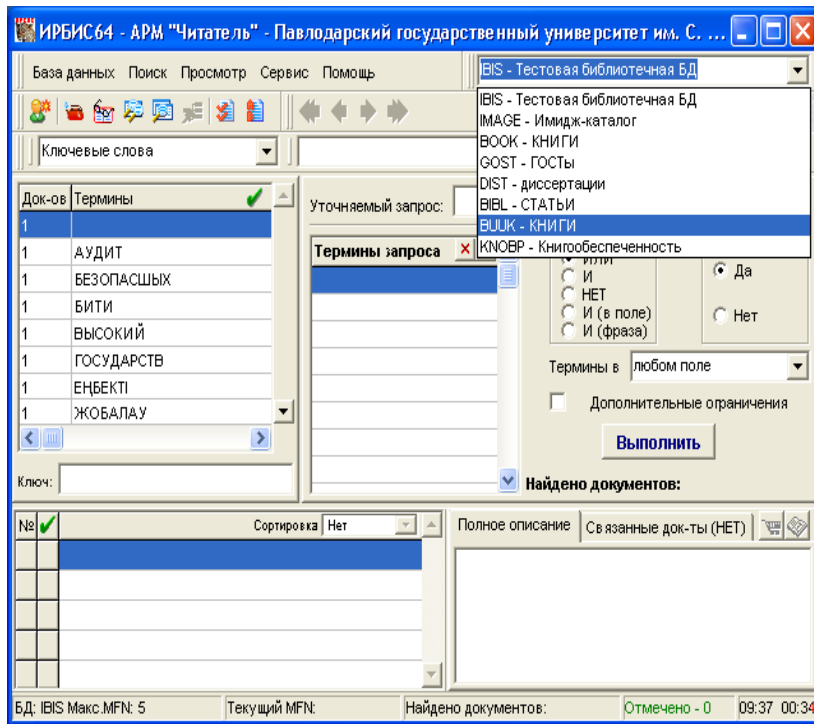 ИРБИС64 - АРМ "Читатель" - Павлодарский государственный университет им. С. ...
База данных Поиск Просмотр Сервис Помощь
IBIS - Тестовая библиотечная БД
IBIS - Тестовая библиотечная БД
IMAGE - Имидж-каталог
BOOK - КНИГИ
GOST - ГОСТы
DIST - диссертации
BIBL - СТАТЬИ
BUUK - КНИГИ
KNOBP - Книгообеспеченность
Ключевые слова
Док-ов Термины
1
1 АУДИТ
1 БЕЗОПАСШЫХ
1 БИТИ
1 ВЫСОКИЙ
1 ГОСУДАРСТВ
1 ЕҢБЕКТІ
1 ЖОБАЛАУ
Ключ:
Уточняемый запрос:
Термины запроса
ИЛИ
И
НЕТ
И (в поле)
И (фраза)
Да
Нет
Термины в любом поле
Дополнительные ограничения
Выполнить
Найдено документов:
№ Сортировка Нет
Полное описание Связанные док-ты (НЕТ)
БД: IBIS Макс.MFN: 5 Текущий MFN: Найдено документов: Отмечено - 0 09:37 00:34